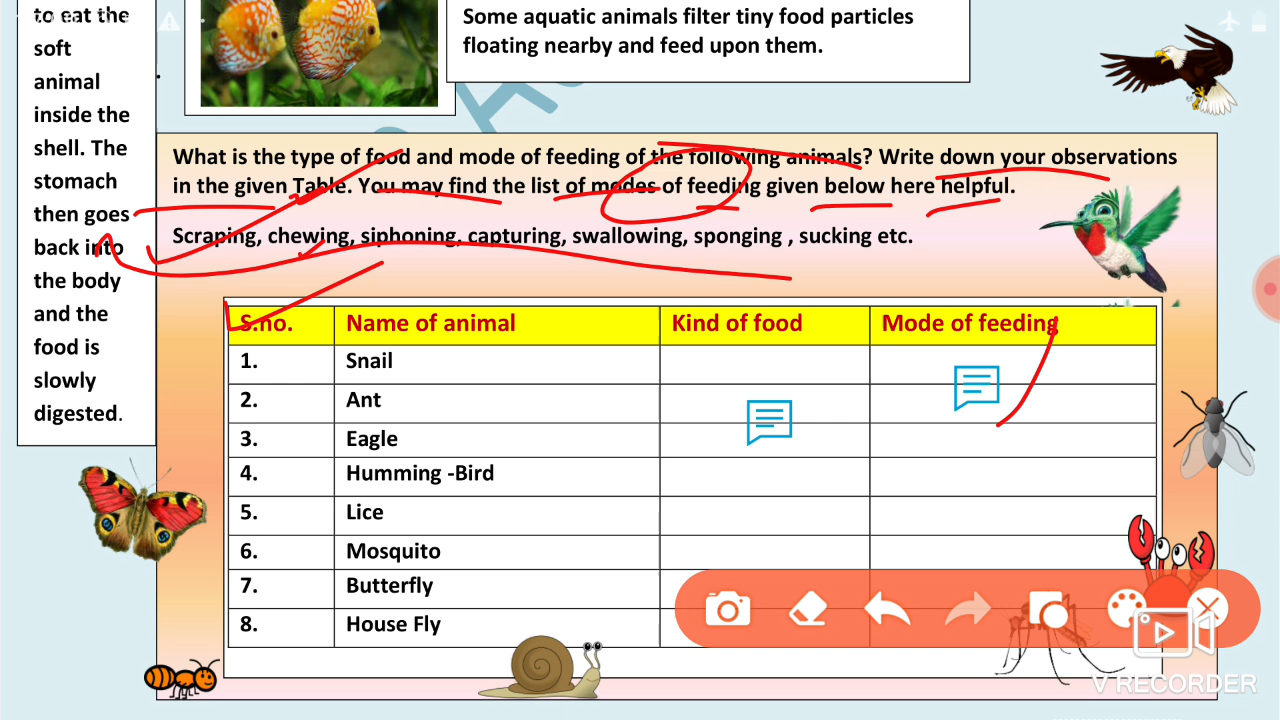 to eat the
soft
animal
inside the
shell. The
stomach
then goes
back into
the body
and the
food is
slowly
digested.
Some aquatic animals filter tiny food particles
floating nearby and feed upon them.
What is the type of food and mode of feeding of the following animals? Write down your observations
in the given Table. You may find the list of modes of feeding given below here helpful.
Scraping, chewing, siphoning, capturing, swallowing, sponging , sucking etc.
S.no. Name of animal Kind of food Mode of feeding
1. Snail
2. Ant
3. Eagle
4. Humming -Bird
5. Lice
6. Mosquito
7. Butterfly
8. House Fly
V RECORDER